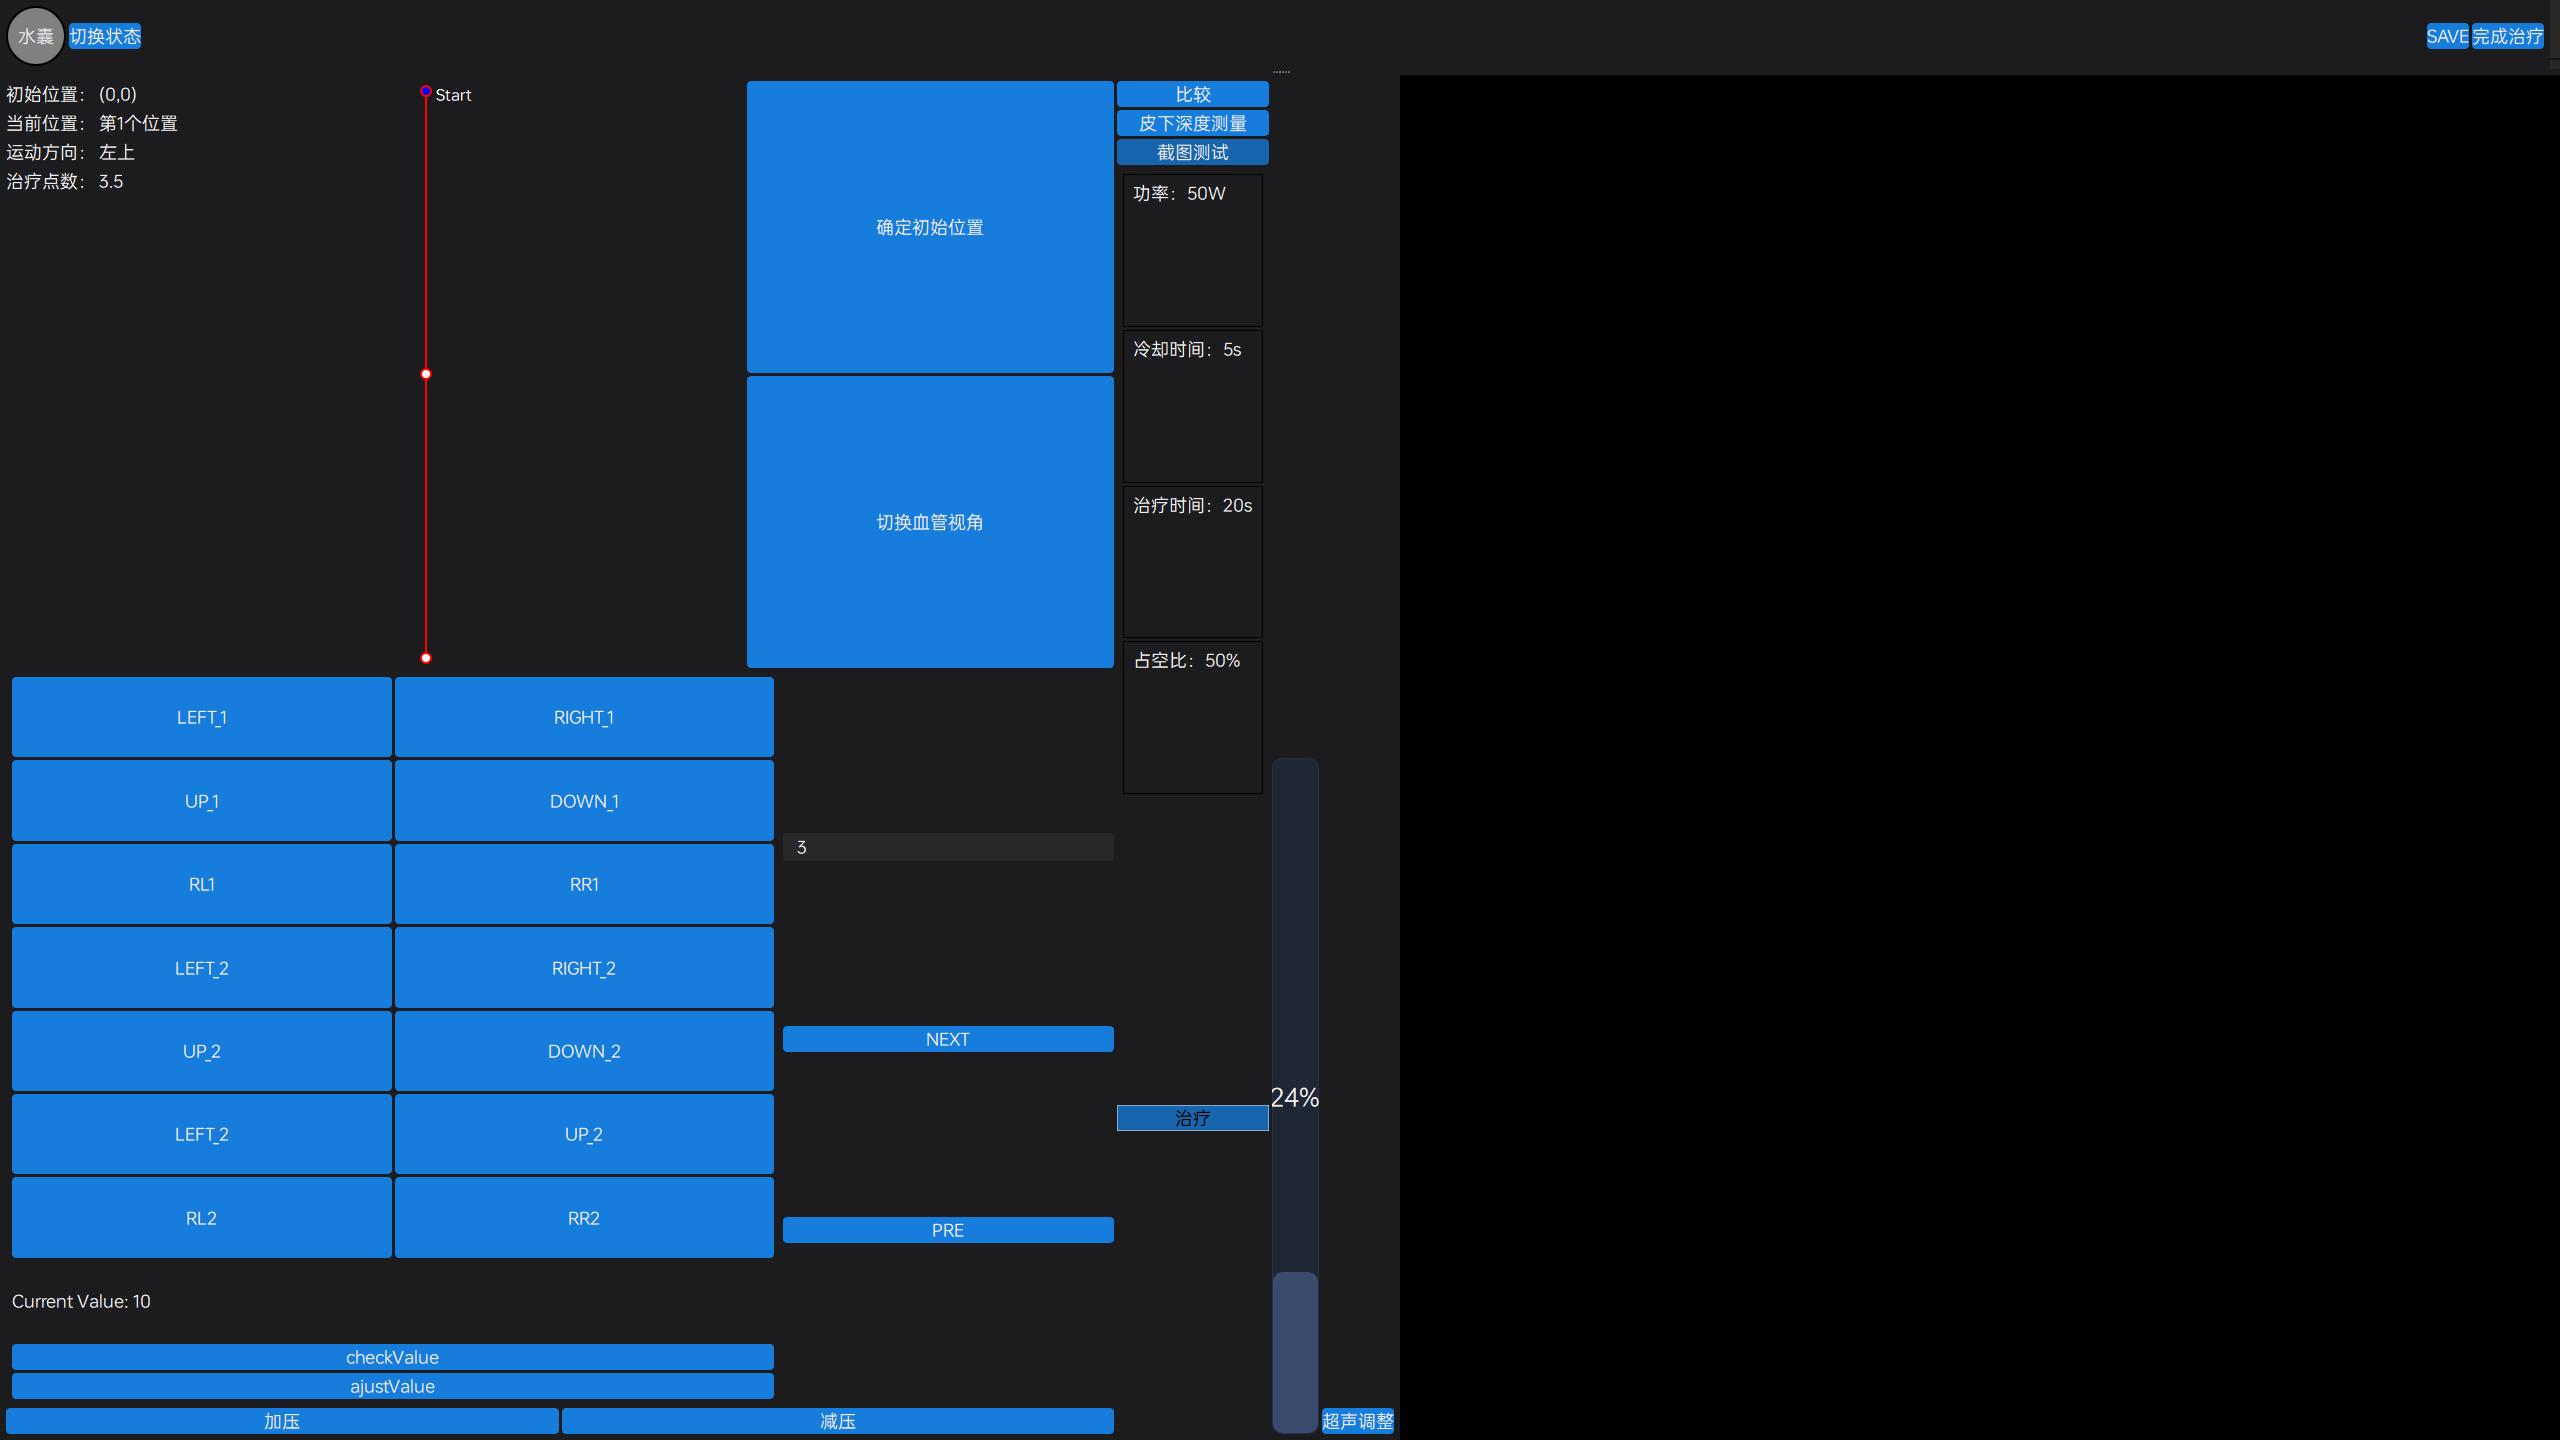 水囊 切换状态 SAVE 完成治疗
初始位置： (0,0)
当前位置： 第1个位置
运动方向： 左上
治疗点数： 3.5
Start
确定初始位置
切换血管视角
比较
皮下深度测量
截图测试
功率：50W
冷却时间：5s
治疗时间：20s
占空比：50%
LEFT_1 RIGHT_1
UP_1 DOWN_1
RL1 RR1
LEFT_2 RIGHT_2
UP_2 DOWN_2
LEFT_2 UP_2
RL2 RR2
3
NEXT
PRE
治疗
24%
Current Value: 10
checkValue
ajustValue
加压 减压 超声调整